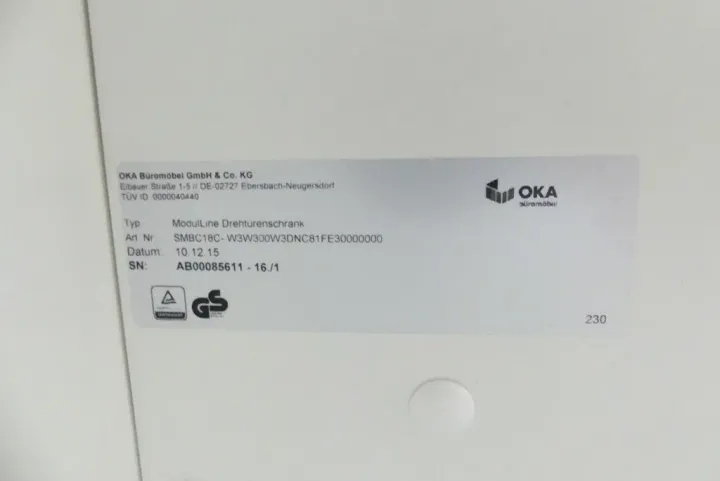 OKA Büromöbel GmbH & Co. KG
Eibauer Straße 1-5 // DE-02727 Ebersbach-Neugersdorf
TÜV ID 0000040440
OKA
büromöbel
Typ ModulLine Drehtürenschrank
Art. Nr. SMBC18C- W3W300W3DNC81FE30000000
Datum: 10.12.15
SN: AB00085611 - 16./1
GS
230